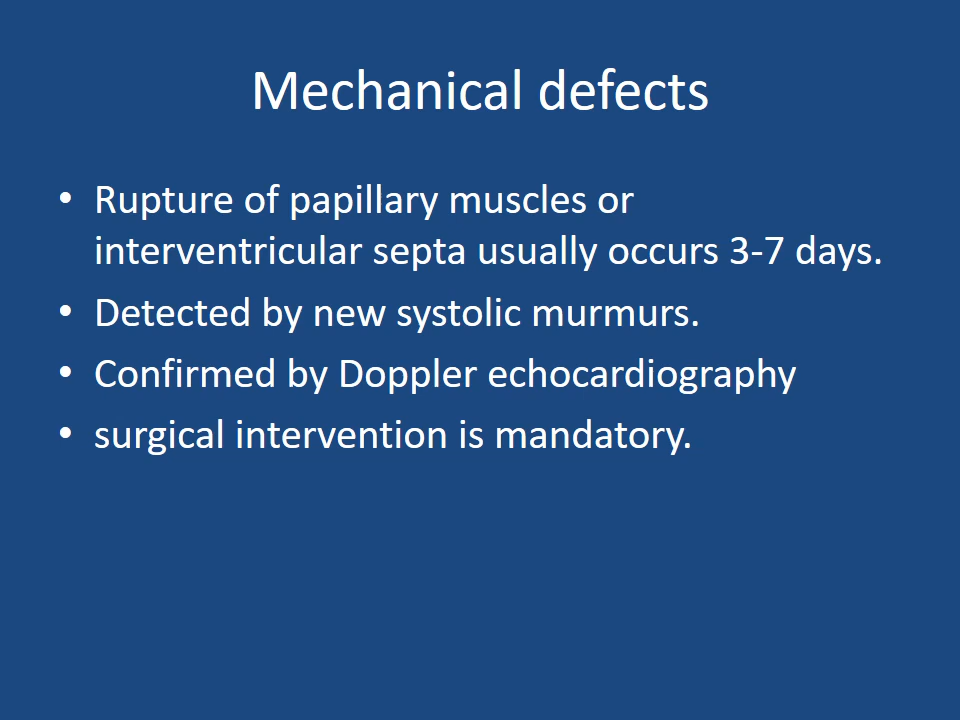 Mechanical defects
• Rupture of papillary muscles or
interventricular septa usually occurs 3-7 days.
• Detected by new systolic murmurs.
• Confirmed by Doppler echocardiography
• surgical intervention is mandatory.